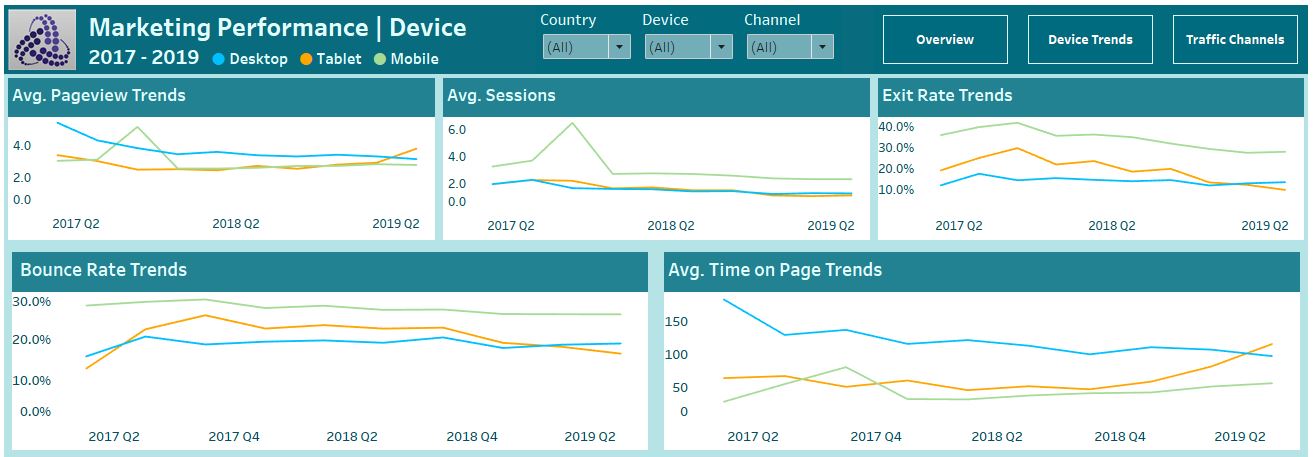 Marketing Performance | Device
2017 - 2019 Desktop Tablet Mobile
Country Device Channel
(All) (All) (All)
Overview Device Trends Traffic Channels
Avg. Pageview Trends
4.0
2.0
0.0
2017 Q2 2018 Q2 2019 Q2
Avg. Sessions
6.0
4.0
2.0
0.0
2017 Q2 2018 Q2 2019 Q2
Exit Rate Trends
40.0%
30.0%
20.0%
10.0%
2017 Q2 2018 Q2 2019 Q2
Bounce Rate Trends
30.0%
20.0%
10.0%
0.0%
2017 Q2 2017 Q4 2018 Q2 2018 Q4 2019 Q2
Avg. Time on Page Trends
150
100
50
0
2017 Q2 2017 Q4 2018 Q2 2018 Q4 2019 Q2